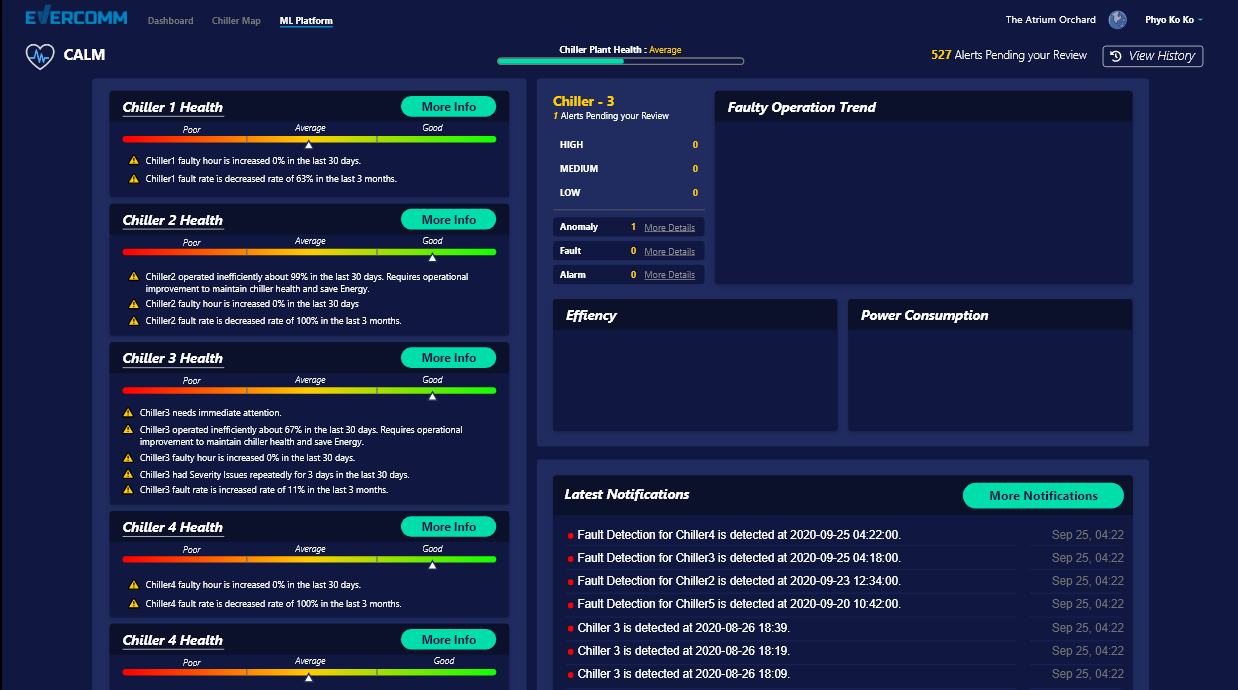 EVERCOMM
Dashboard
Chiller Map
ML Platform
The Atrium Orchard
Phyo Ko Ko
CALM
Chiller Plant Health : Average
527 Alerts Pending your Review
View History
Chiller 1 Health
More Info
Poor
Average
Good
Chiller1 faulty hour is increased 0% in the last 30 days.
Chiller1 fault rate is decreased rate of 63% in the last 3 months.
Chiller 2 Health
More Info
Poor
Average
Good
Chiller2 operated inefficiently about 99% in the last 30 days. Requires operational
improvement to maintain chiller health and save Energy.
Chiller2 faulty hour is increased 0% in the last 30 days
Chiller2 fault rate is decreased rate of 100% in the last 3 months.
Chiller 3 Health
More Info
Poor
Average
Good
Chiller3 needs immediate attention.
Chiller3 operated inefficiently about 67% in the last 30 days. Requires operational
improvement to maintain chiller health and save Energy.
Chiller3 faulty hour is increased 0% in the last 30 days.
Chiller3 had Severity Issues repeatedly for 3 days in the last 30 days.
Chiller3 fault rate is increased rate of 11% in the last 3 months.
Chiller 4 Health
More Info
Poor
Average
Good
Chiller4 faulty hour is increased 0% in the last 30 days.
Chiller4 fault rate is decreased rate of 100% in the last 3 months.
Chiller 4 Health
More Info
Poor
Average
Good
Chiller - 3
1 Alerts Pending your Review
HIGH 0
MEDIUM 0
LOW 0
Anomaly 1 More Details
Fault 0 More Details
Alarm 0 More Details
Faulty Operation Trend
Effiency
Power Consumption
Latest Notifications
More Notifications
Fault Detection for Chiller4 is detected at 2020-09-25 04:22:00. Sep 25, 04:22
Fault Detection for Chiller3 is detected at 2020-09-25 04:18:00. Sep 25, 04:22
Fault Detection for Chiller2 is detected at 2020-09-23 12:34:00. Sep 25, 04:22
Fault Detection for Chiller5 is detected at 2020-09-20 10:42:00. Sep 25, 04:22
Chiller 3 is detected at 2020-08-26 18:39. Sep 25, 04:22
Chiller 3 is detected at 2020-08-26 18:19. Sep 25, 04:22
Chiller 3 is detected at 2020-08-26 18:09. Sep 25, 04:22